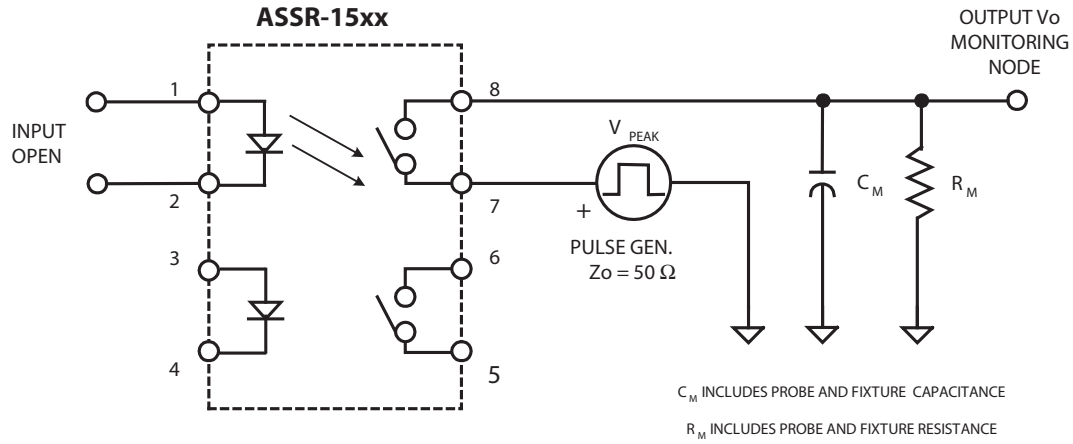 ASSR-15xx
OUTPUT Vo
MONITORING
NODE
INPUT
OPEN
1
2
3
4
8
7
6
5
V PEAK
+
PULSE GEN.
Zo = 50 Ω
C M
R M
C M INCLUDES PROBE AND FIXTURE CAPACITANCE
R M INCLUDES PROBE AND FIXTURE RESISTANCE